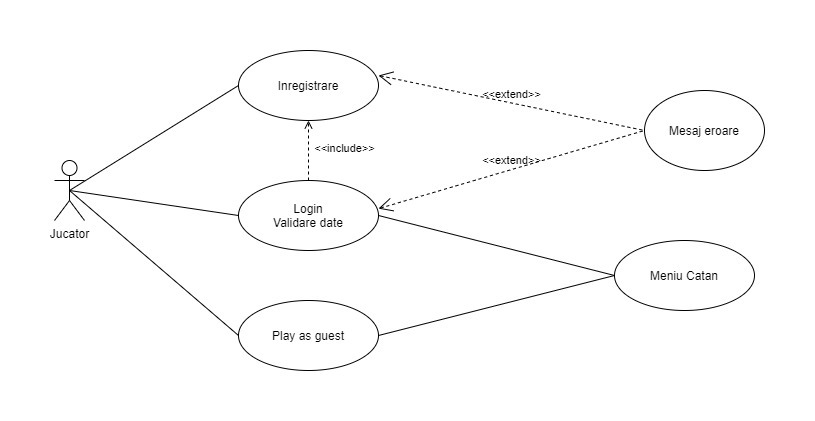 Inregistrare
<<extend>>
Mesaj eroare
<<include>>
<<extend>>
Jucator
Login
Validare date
Meniu Catan
Play as guest